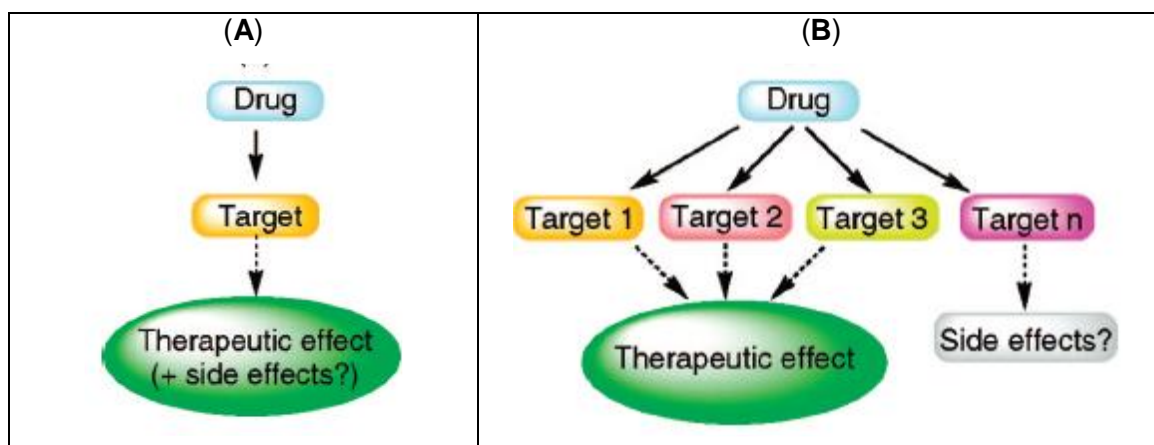 (A)
Drug
Target
Therapeutic effect
(+ side effects?)
(B)
Drug
Target 1 Target 2 Target 3 Target n
Therapeutic effect
Side effects?